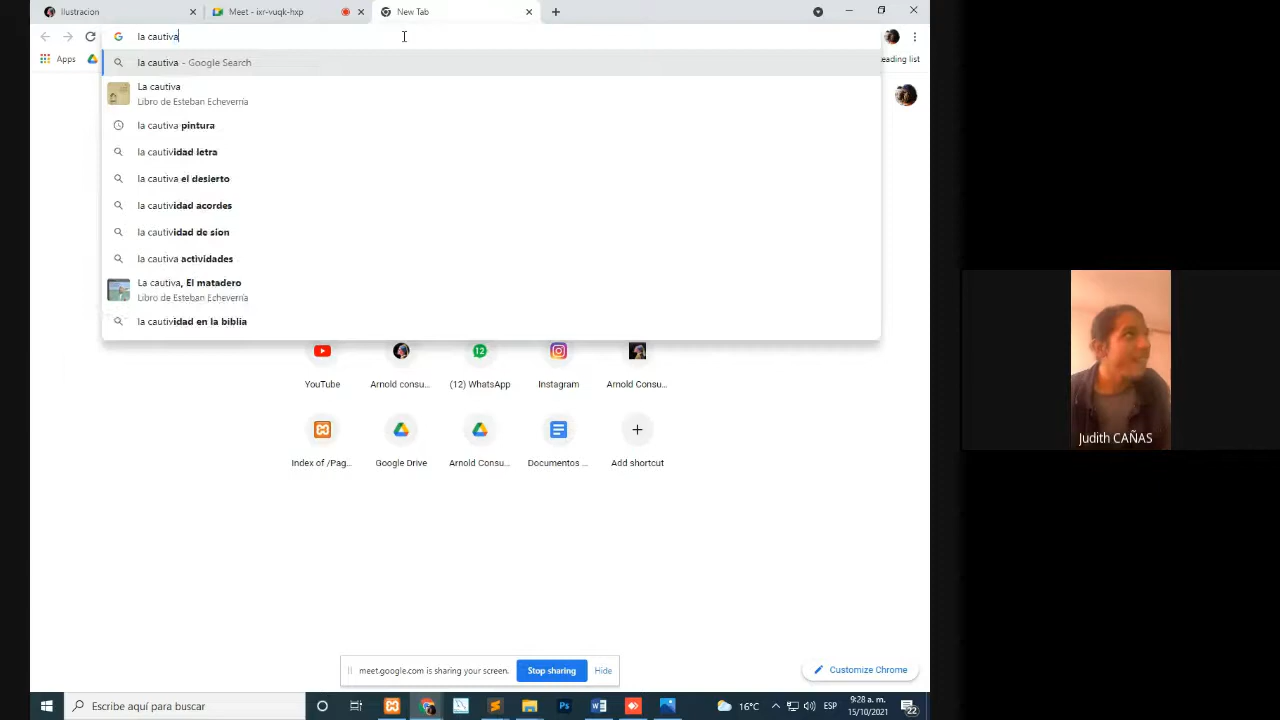 Ilustracion
Meet - ixr-vuqk-hxp
New Tab
la cautiva
Apps
eading list
la cautiva - Google Search
La cautiva
Libro de Esteban Echeverría
la cautiva pintura
la cautividad letra
la cautiva el desierto
la cautividad acordes
la cautividad de sion
la cautiva actividades
La cautiva, El matadero
Libro de Esteban Echeverría
la cautividad en la biblia
12
YouTube
Arnold consu...
(12) WhatsApp
Instagram
Arnold Consu...
Index of /Pag...
Google Drive
Arnold Consu...
Documentos ...
Add shortcut
Judith CAÑAS
meet.google.com is sharing your screen.
Stop sharing
Hide
Customize Chrome
Escribe aquí para buscar
Ps
16°C
ESP
9:28 a. m.
15/10/2021
22